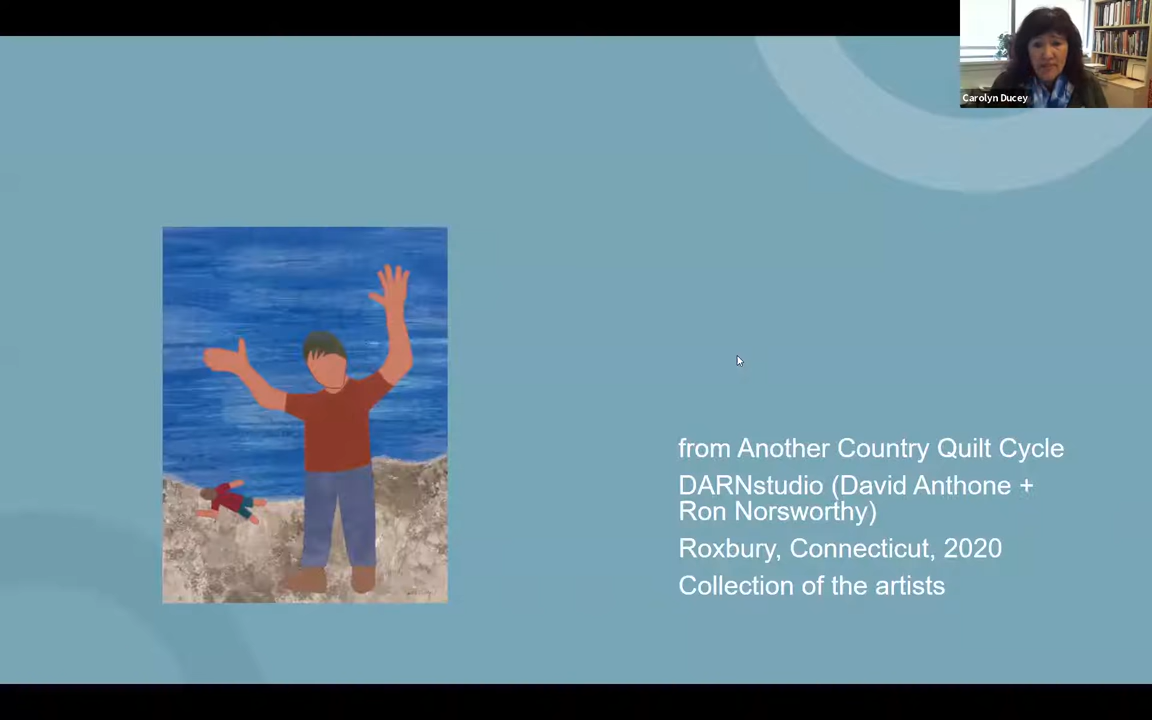 Carolyn Ducey
from Another Country Quilt Cycle
DARNstudio (David Anthone +
Ron Norsworthy)
Roxbury, Connecticut, 2020
Collection of the artists